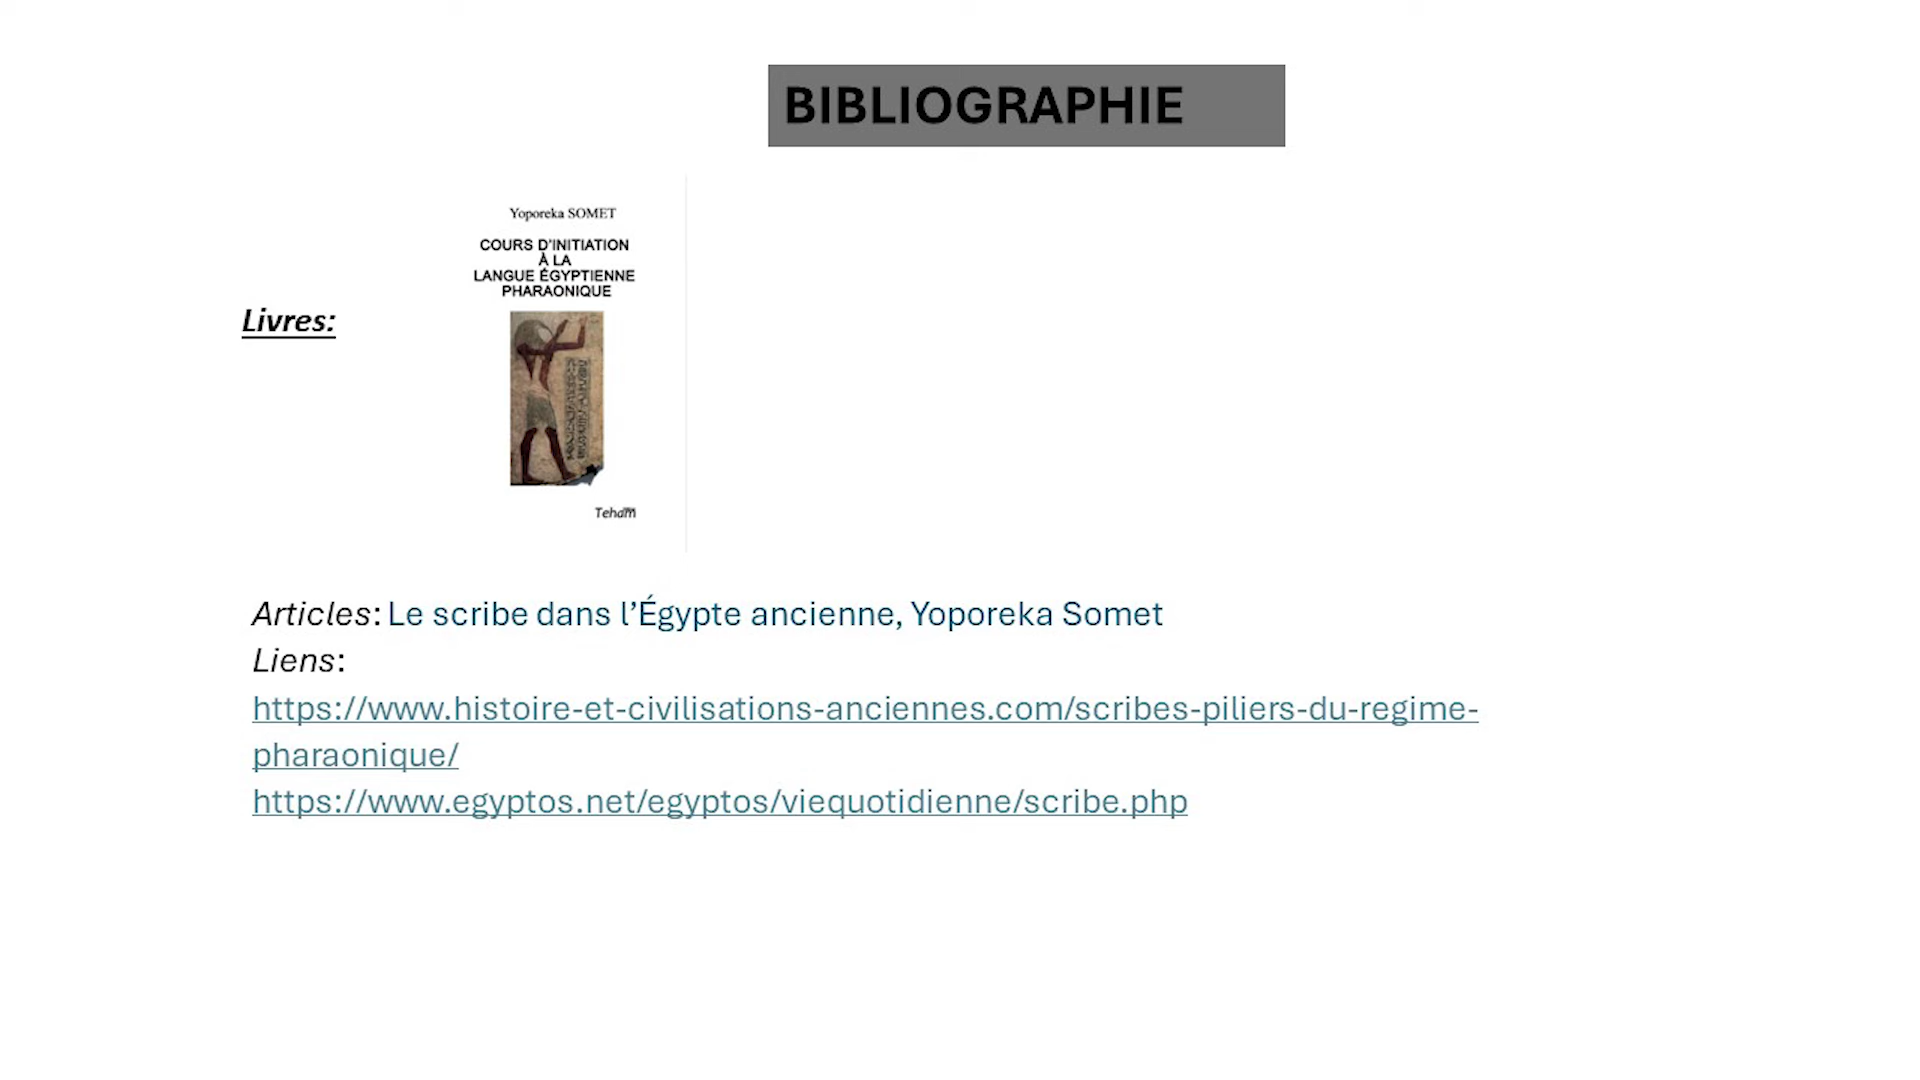 BIBLIOGRAPHIE
Yoporeka SOMET
COURS D'INITIATION
À LA
LANGUE ÉGYPTIENNE
PHARAONIQUE
Livres:
Articles: Le scribe dans l’Égypte ancienne, Yoporeka Somet
Liens:
https://www.histoire-et-civilisations-anciennes.com/scribes-piliers-du-regime-
pharaonique/
https://www.egyptos.net/egyptos/viequotidienne/scribe.php